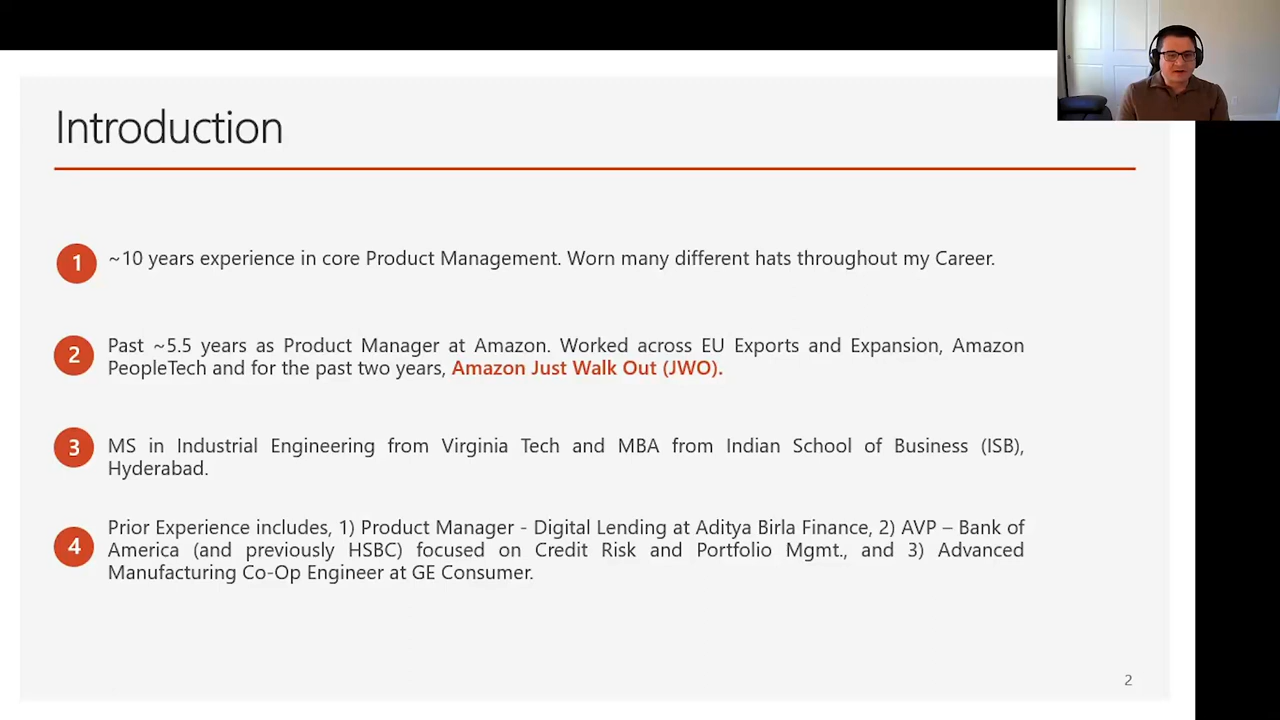 Introduction
1
~10 years experience in core Product Management. Worn many different hats throughout my Career.
2
Past ~5.5 years as Product Manager at Amazon. Worked across EU Exports and Expansion, Amazon
PeopleTech and for the past two years, Amazon Just Walk Out (JWO).
3
MS in Industrial Engineering from Virginia Tech and MBA from Indian School of Business (ISB),
Hyderabad.
4
Prior Experience includes, 1) Product Manager - Digital Lending at Aditya Birla Finance, 2) AVP – Bank of
America (and previously HSBC) focused on Credit Risk and Portfolio Mgmt., and 3) Advanced
Manufacturing Co-Op Engineer at GE Consumer.
2